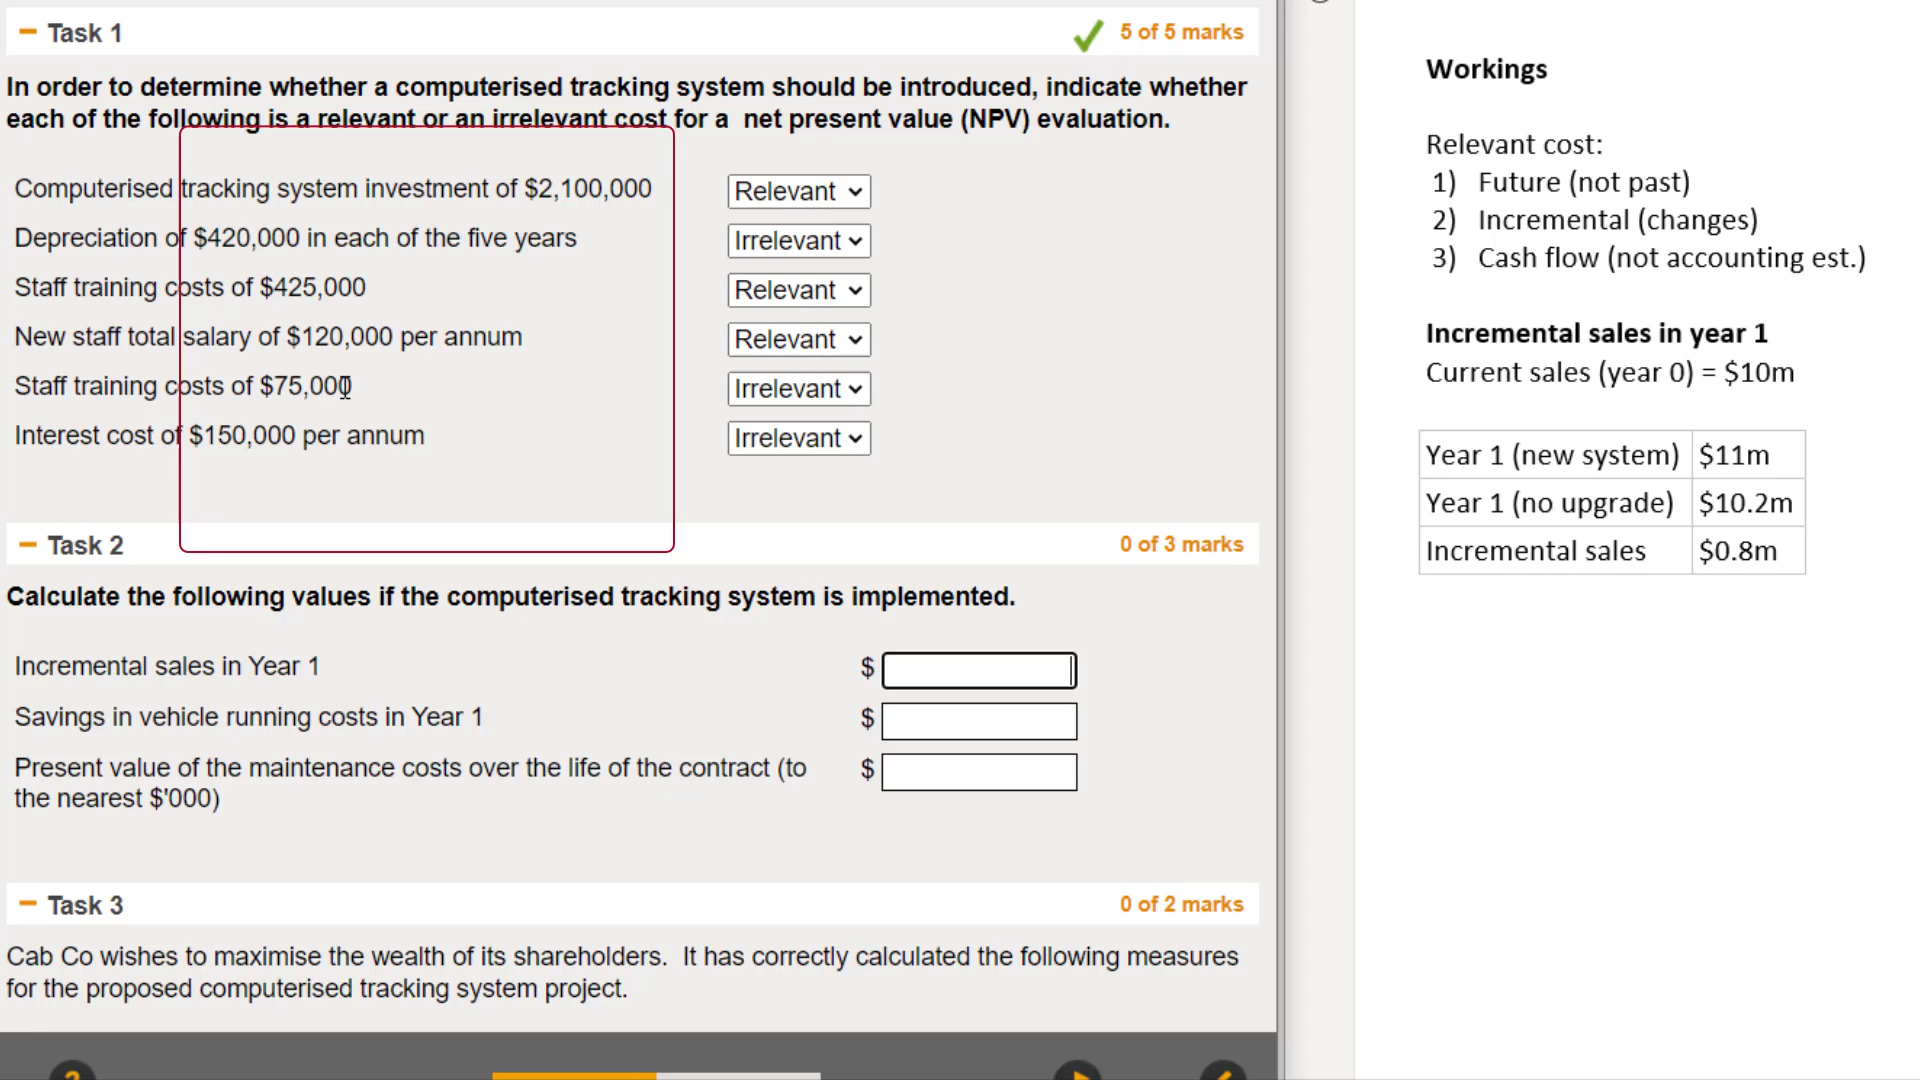 Task 1
5 of 5 marks
In order to determine whether a computerised tracking system should be introduced, indicate whether
each of the following is a relevant or an irrelevant cost for a net present value (NPV) evaluation.
Computerised tracking system investment of $2,100,000 Relevant
Depreciation of $420,000 in each of the five years Irrelevant
Staff training costs of $425,000 Relevant
New staff total salary of $120,000 per annum Relevant
Staff training costs of $75,000 Irrelevant
Interest cost of $150,000 per annum Irrelevant
Task 2
0 of 3 marks
Calculate the following values if the computerised tracking system is implemented.
Incremental sales in Year 1 $
Savings in vehicle running costs in Year 1 $
Present value of the maintenance costs over the life of the contract (to $
the nearest $'000)
Task 3
0 of 2 marks
Cab Co wishes to maximise the wealth of its shareholders. It has correctly calculated the following measures
for the proposed computerised tracking system project.
Workings
Relevant cost:
1) Future (not past)
2) Incremental (changes)
3) Cash flow (not accounting est.)
Incremental sales in year 1
Current sales (year 0) = $10m
Year 1 (new system) $11m
Year 1 (no upgrade) $10.2m
Incremental sales $0.8m